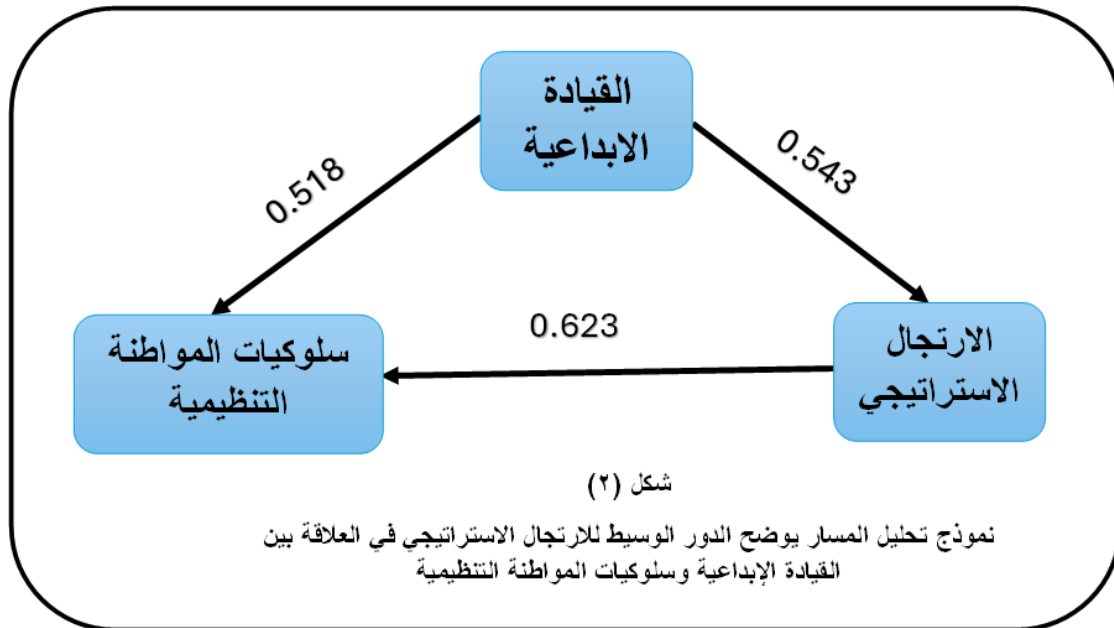 القيادة
الابداعية
0.518
0.543
0.623
سلوكيات المواطنة
التنظيمية
الارتجال
الاستراتيجي
شكل (٢)
نموذج تحليل المسار يوضح الدور الوسيط للارتجال الاستراتيجي في العلاقة بين
القيادة الإبداعية وسلوكيات المواطنة التنظيمية